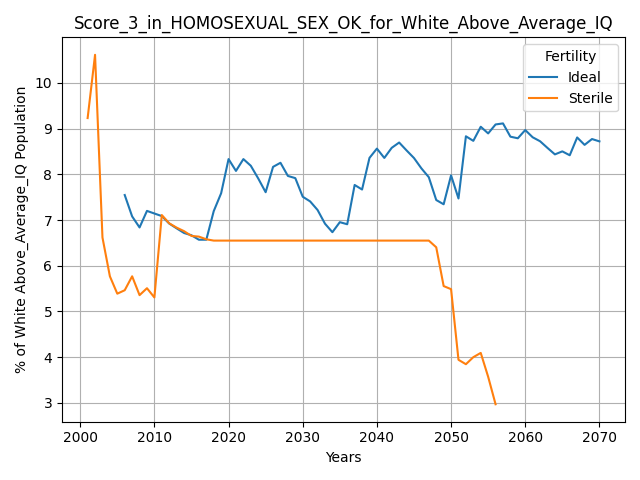 Score_3_in_HOMOSEXUAL_SEX_OK_for_White_Above_Average_IQ
Fertility
Ideal
Sterile
% of White Above_Average_IQ Population
10
9
8
7
6
5
4
3
2000 2010 2020 2030 2040 2050 2060 2070
Years